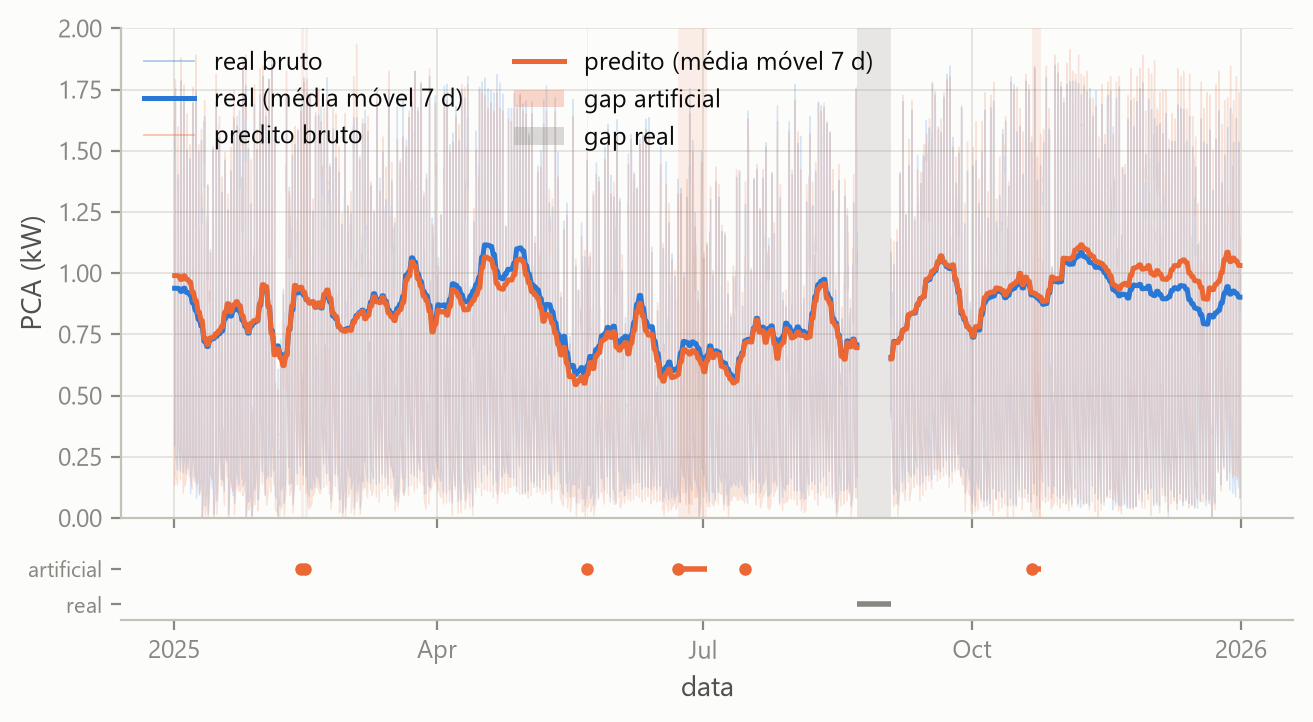 2.00
1.75
1.50
1.25
1.00
0.75
0.50
0.25
0.00
PCA (kW)
real bruto
real (média móvel 7 d)
predito bruto
predito (média móvel 7 d)
gap artificial
gap real
artificial
real
2025
Apr
Jul
Oct
2026
data